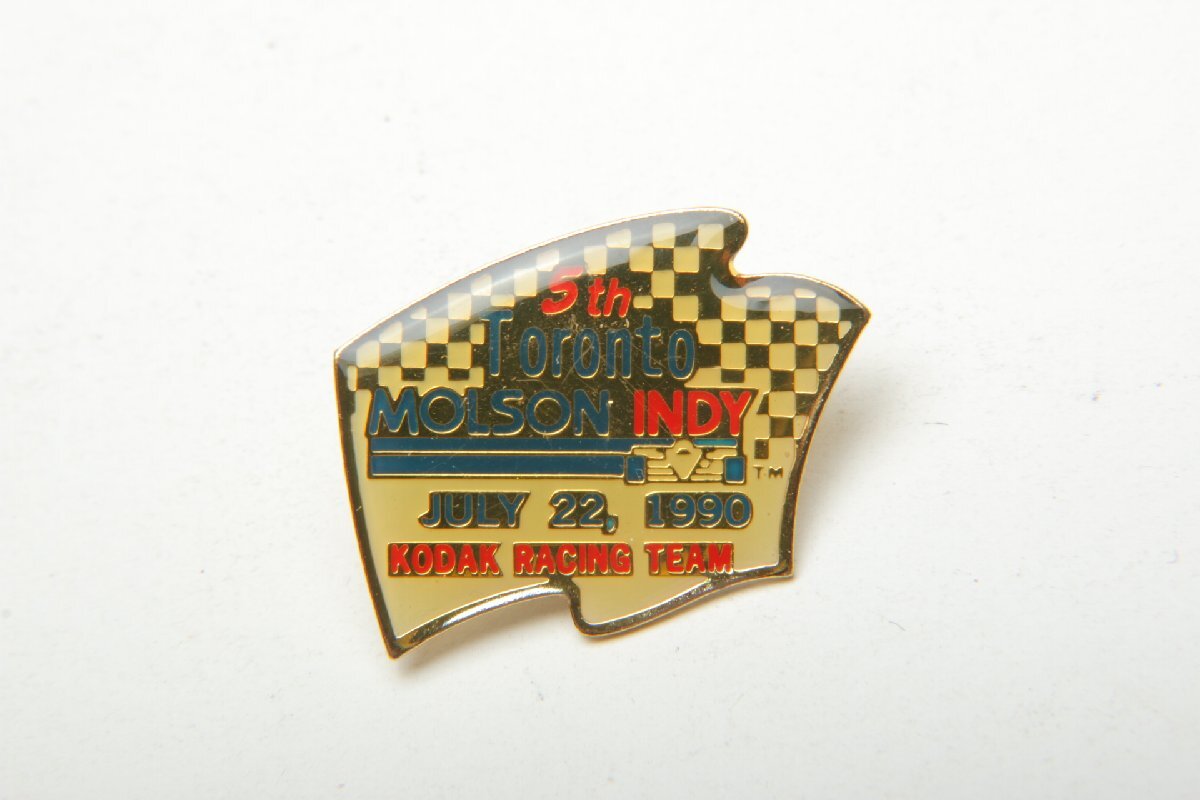 5th
Toronto
MOLSON INDY
TM
JULY 22, 1990
KODAK RACING TEAM